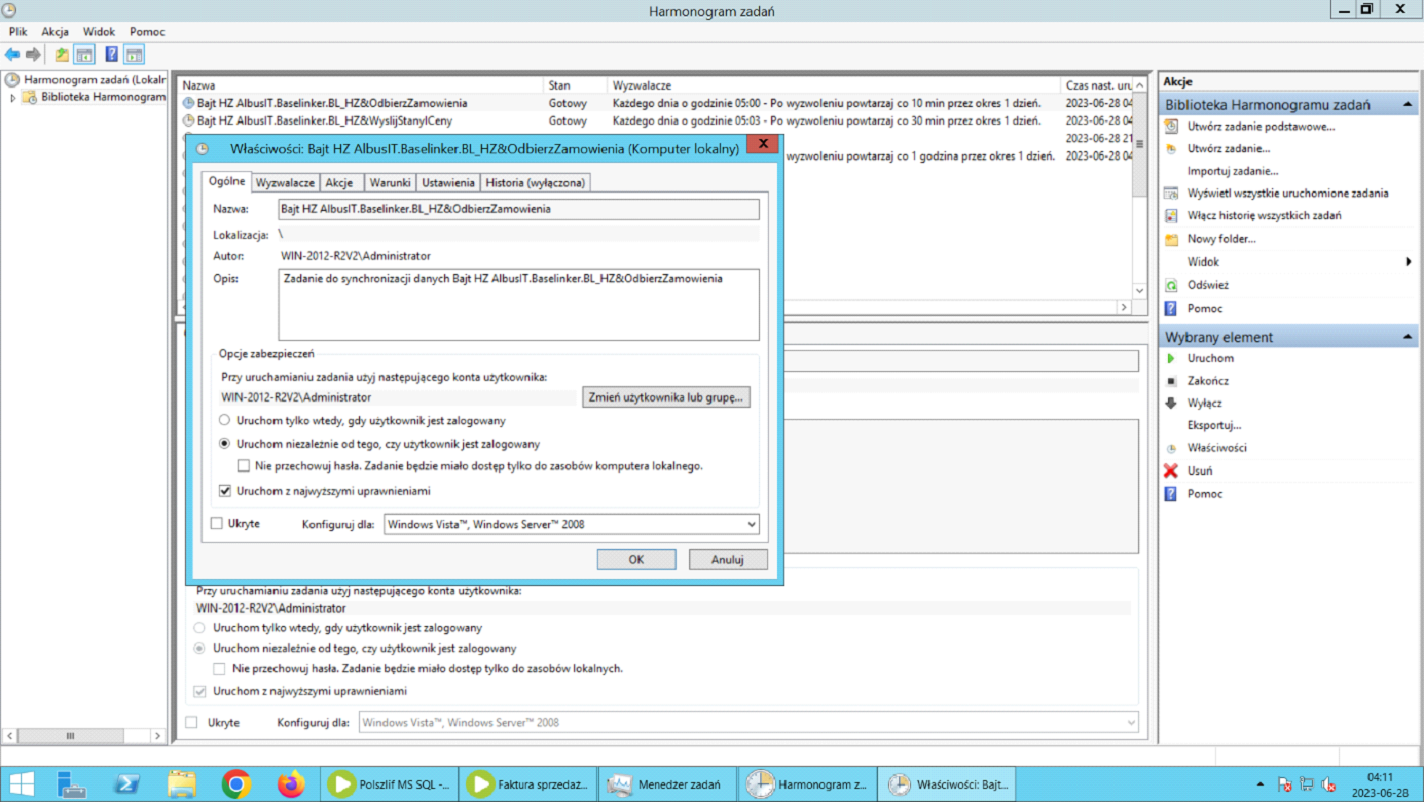 Harmonogram zadań
Plik Akcja Widok Pomoc
Harmonogram zadań (Lokaln
Biblioteka Harmonogram
Nazwa Stan Wyzwalacze Czas nast. uru
Bajt HZ AlbusIT.Baselinker.BL_HZ&OdbierzZamowienia Gotowy Każdego dnia o godzinie 05:00 - Po wyzwoleniu powtarzaj co 10 min przez okres 1 dzień. 2023-06-28 04
Bajt HZ AlbusIT.Baselinker.BL_HZ&WyslijStanyICeny Gotowy Każdego dnia o godzinie 05:03 - Po wyzwoleniu powtarzaj co 30 min przez okres 1 dzień. 2023-06-28 04
2023-06-28 21
wyzwoleniu powtarzaj co 1 godzina przez okres 1 dzień. 2023-06-28 04
Właściwości: Bajt HZ AlbusIT.Baselinker.BL_HZ&OdbierzZamowienia (Komputer lokalny)
Ogólne Wyzwalacze Akcje Warunki Ustawienia Historia (wyłączona)
Nazwa: Bajt HZ AlbusIT.Baselinker.BL_HZ&OdbierzZamowienia
Lokalizacja: \
Autor: WIN-2012-R2V2\Administrator
Opis: Zadanie do synchronizacji danych Bajt HZ AlbusIT.Baselinker.BL_HZ&OdbierzZamowienia
Opcje zabezpieczeń
Przy uruchamianiu zadania użyj następującego konta użytkownika:
WIN-2012-R2V2\Administrator Zmień użytkownika lub grupę...
Uruchom tylko wtedy, gdy użytkownik jest zalogowany
Uruchom niezależnie od tego, czy użytkownik jest zalogowany
Nie przechowuj hasła. Zadanie będzie miało dostęp tylko do zasobów komputera lokalnego.
Uruchom z najwyższymi uprawnieniami
Ukryte Konfiguruj dla: Windows Vista™, Windows Server™ 2008
OK Anuluj
Przy uruchamianiu zadania użyj następującego konta użytkownika:
WIN-2012-R2V2\Administrator
Uruchom tylko wtedy, gdy użytkownik jest zalogowany
Uruchom niezależnie od tego, czy użytkownik jest zalogowany
Nie przechowuj hasła. Zadanie będzie miało dostęp tylko do zasobów lokalnych.
Uruchom z najwyższymi uprawnieniami
Ukryte Konfiguruj dla: Windows Vista™, Windows Server™ 2008
Akcje
Biblioteka Harmonogramu zadań
Utwórz zadanie podstawowe...
Utwórz zadanie...
Importuj zadanie...
Wyświetl wszystkie uruchomione zadania
Włącz historię wszystkich zadań
Nowy folder...
Widok
Odśwież
Pomoc
Wybrany element
Uruchom
Zakończ
Wyłącz
Eksportuj...
Właściwości
Usuń
Pomoc
Polszlif MS SQL -... Faktura sprzedaz... Menedżer zadań Harmonogram z... Właściwości: Bajt...
04:11
2023-06-28